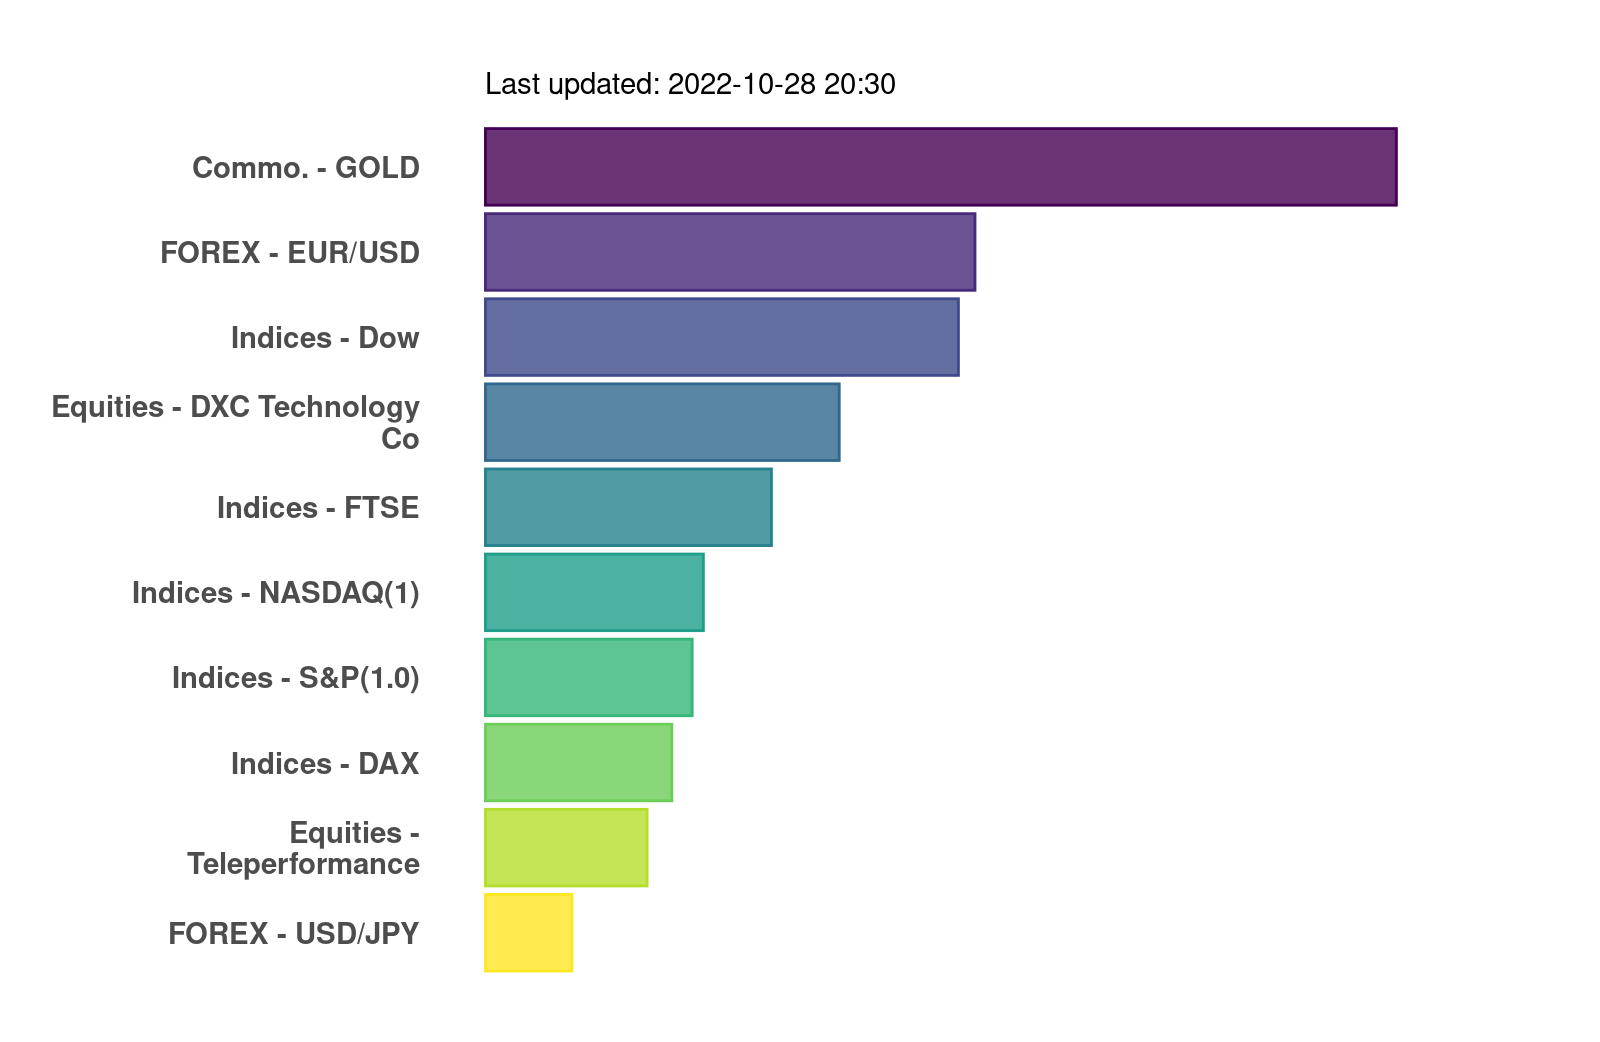 Last updated: 2022-10-28 20:30
Commo. - GOLD
FOREX - EUR/USD
Indices - Dow
Equities - DXC Technology
Co
Indices - FTSE
Indices - NASDAQ(1)
Indices - S&P(1.0)
Indices - DAX
Equities -
Teleperformance
FOREX - USD/JPY